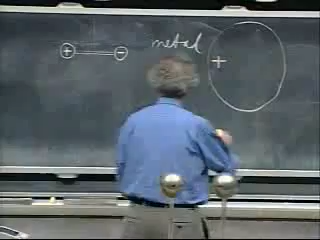 + - metal +